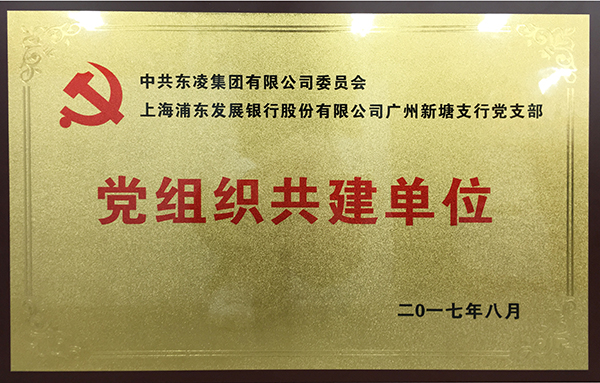 中共东凌集团有限公司委员会
上海浦东发展银行股份有限公司广州新塘支行党支部
党组织共建单位
二0一七年八月